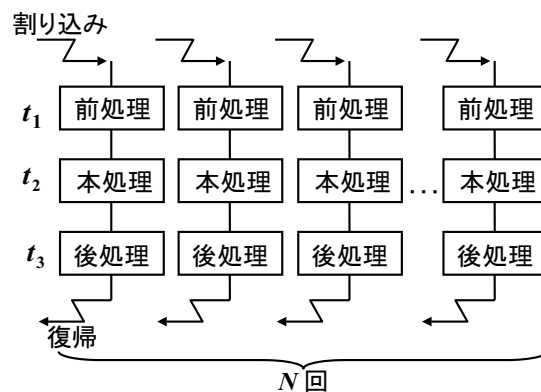 割り込み
t1 前処理 前処理 前処理 前処理
t2 本処理 本処理 本処理 ... 本処理
t3 後処理 後処理 後処理 後処理
復帰
N 回